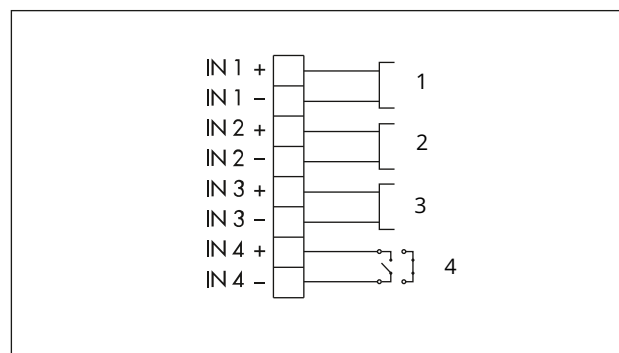 IN 1 +
1
IN 1 –
IN 2 +
2
IN 2 –
IN 3 +
3
IN 3 –
IN 4 +
4
IN 4 –